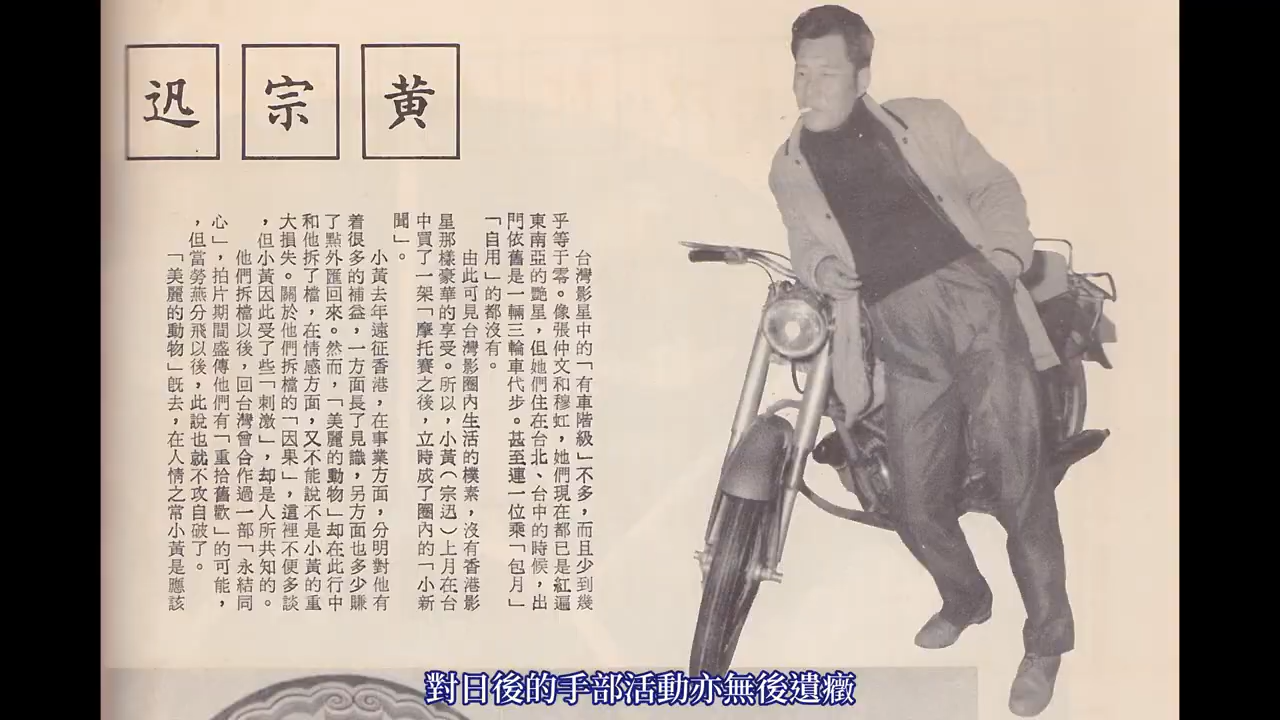 黄宗迅
台灣影星中的「有車階級」不多，而且少到幾
乎等于零。像張仲文和穆虹，她們現在都已是紅遍
東南亞的艷星，但她們住在台北、台中的時候，出
門依舊是一輛三輪車代步。甚至連一位乘「包月」
「自用」的都沒有。
由此可見台灣影圈內生活的樸素，沒有香港影
星那樣豪華的享受。所以，小黃（宗迅）上月在台
中買了一架「摩托賽之後，立時成了圈內的「小新
聞」。
小黃去年遠征香港，在事業方面，分明對他有
着很多的補益，一方面長了見識，另方面也多少賺
了點外匯回來。然而，「美麗的動物」却在此行中
和他拆了檔，在情感方面，又不能說不是小黃的重
大損失。關於他們拆檔的「因果」，這裡不便多談
，但小黃因此受了些「刺激」，却是人所共知的。
他們拆檔以後，回台灣曾合作過一部「永結同
心」，拍片期間盛傳他們有「重拾舊歡」的可能，
，但當勞燕分飛以後，此說也就不攻自破了。
「美麗的動物」旣去，在人情之常小黃是應該
對日後的手部活動亦無後遺癥